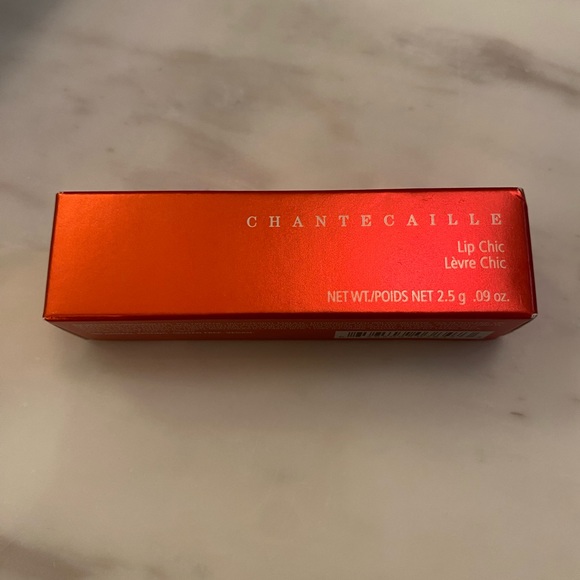 CHANTECAILLE
Lip Chic
Lèvre Chic
NET WT./POIDS NET 2.5 g .09 oz.